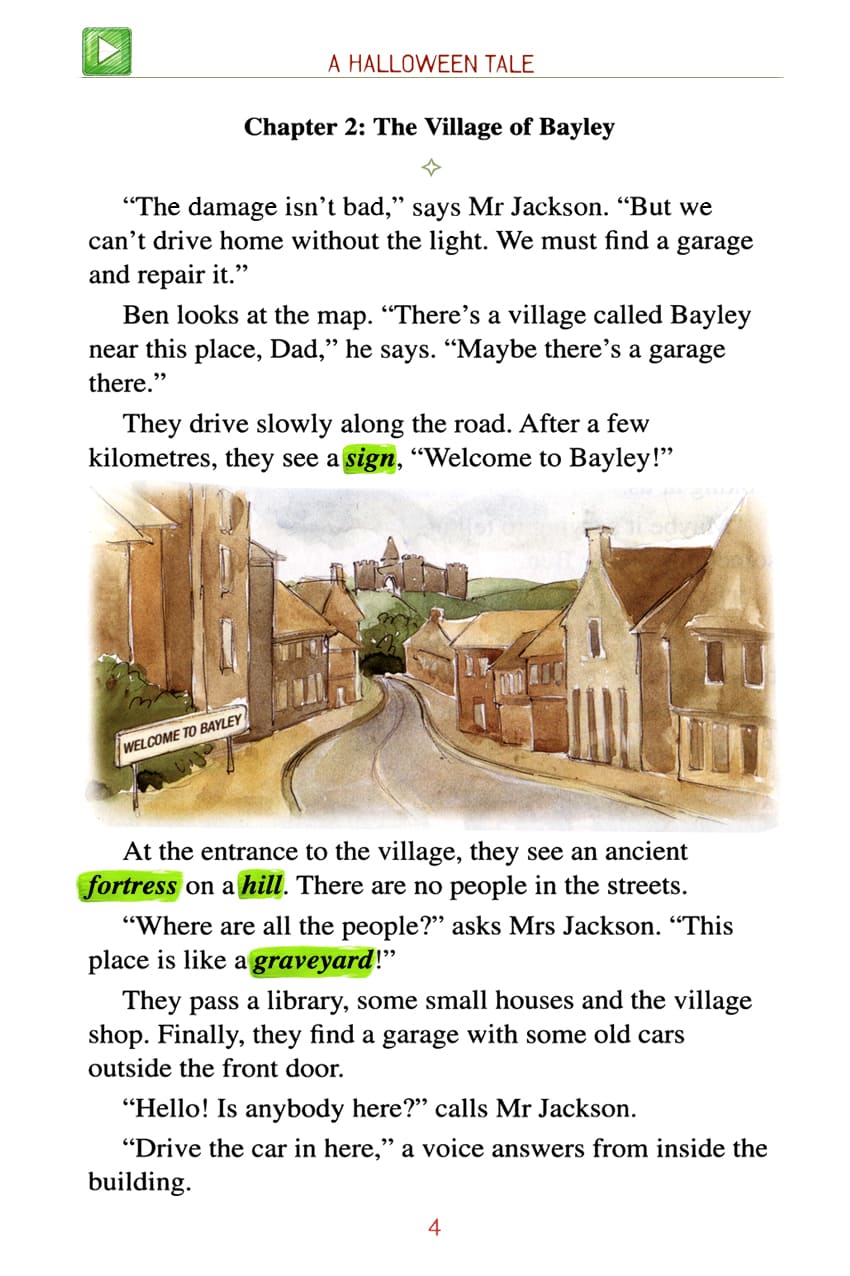 A HALLOWEEN TALE
Chapter 2: The Village of Bayley
“The damage isn’t bad,” says Mr Jackson. “But we
can’t drive home without the light. We must find a garage
and repair it.”
Ben looks at the map. “There’s a village called Bayley
near this place, Dad,” he says. “Maybe there’s a garage
there.”
They drive slowly along the road. After a few
kilometres, they see a sign, “Welcome to Bayley!”
WELCOME TO BAYLEY
At the entrance to the village, they see an ancient
fortress on a hill. There are no people in the streets.
“Where are all the people?” asks Mrs Jackson. “This
place is like a graveyard!”
They pass a library, some small houses and the village
shop. Finally, they find a garage with some old cars
outside the front door.
“Hello! Is anybody here?” calls Mr Jackson.
“Drive the car in here,” a voice answers from inside the
building.
4